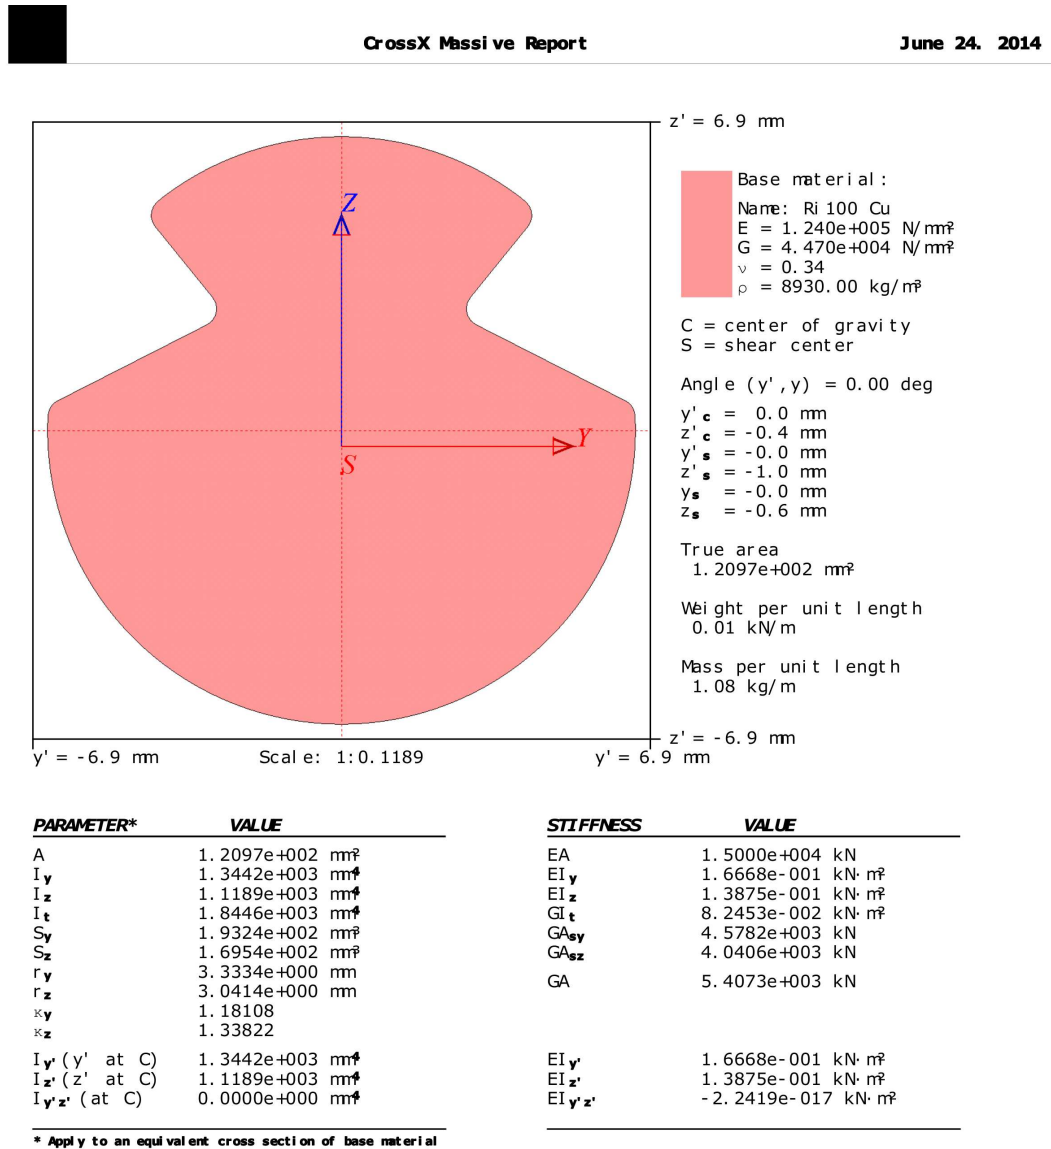 CrossX Massive Report June 24. 2014
z' = 6.9 mm
Base material:
Name: Ri100 Cu
E = 1.240e+005 N/mm²
G = 4.470e+004 N/mm²
ν = 0.34
ρ = 8930.00 kg/m³
Z
C = center of gravity
S = shear center
Angle (y',y) = 0.00 deg
y'c = 0.0 mm
z'c = -0.4 mm
y's = -0.0 mm
z's = -1.0 mm
ys = -0.0 mm
zs = -0.6 mm
Y
S
True area
1.2097e+002 mm²
Weight per unit length
0.01 kN/m
Mass per unit length
1.08 kg/m
z' = -6.9 mm
y' = -6.9 mm Scale: 1:0.1189 y' = 6.9 mm
PARAMETER* VALUE STIFFNESS VALUE
A 1.2097e+002 mm² EA 1.5000e+004 kN
Iy 1.3442e+003 mm⁴ EIy 1.6668e-001 kN·m²
Iz 1.1189e+003 mm⁴ EIz 1.3875e-001 kN·m²
It 1.8446e+003 mm⁴ GIt 8.2453e-002 kN·m²
Sy 1.9324e+002 mm³ GAsy 4.5782e+003 kN
Sz 1.6954e+002 mm³ GAsz 4.0406e+003 kN
ry 3.3334e+000 mm
GA 5.4073e+003 kN
rz 3.0414e+000 mm
κy 1.18108
κz 1.33822
Iy' (y' at C) 1.3442e+003 mm⁴ EIy' 1.6668e-001 kN·m²
Iz' (z' at C) 1.1189e+003 mm⁴ EIz' 1.3875e-001 kN·m²
Iy'z' (at C) 0.0000e+000 mm⁴ EIy'z' -2.2419e-017 kN·m²
* Apply to an equivalent cross section of base material